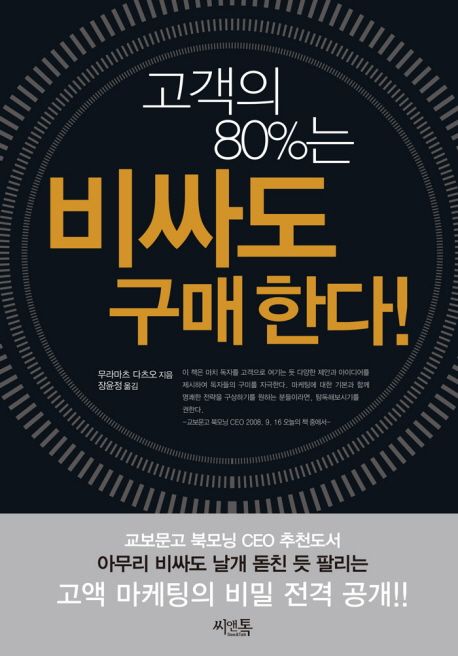 고객의
80%는
비싸도
구매 한다!
무라마츠 다츠오 지음
장윤정 옮김
이 책은 마치 독자를 고객으로 여기는 듯 다양한 제안과 아이디어를
제시하여 독자들의 구미를 자극한다. 마케팅에 대한 기본과 함께
명쾌한 전략을 구상하기를 원하는 분들이라면, 탐독해보시기를
권한다.
-교보문고 북모닝 CEO 2008. 9. 16 오늘의 책 중에서-
교보문고 북모닝 CEO 추천도서
아무리 비싸도 날개 돋친 듯 팔리는
고액 마케팅의 비밀 전격 공개!!
씨앤톡
See&Talk